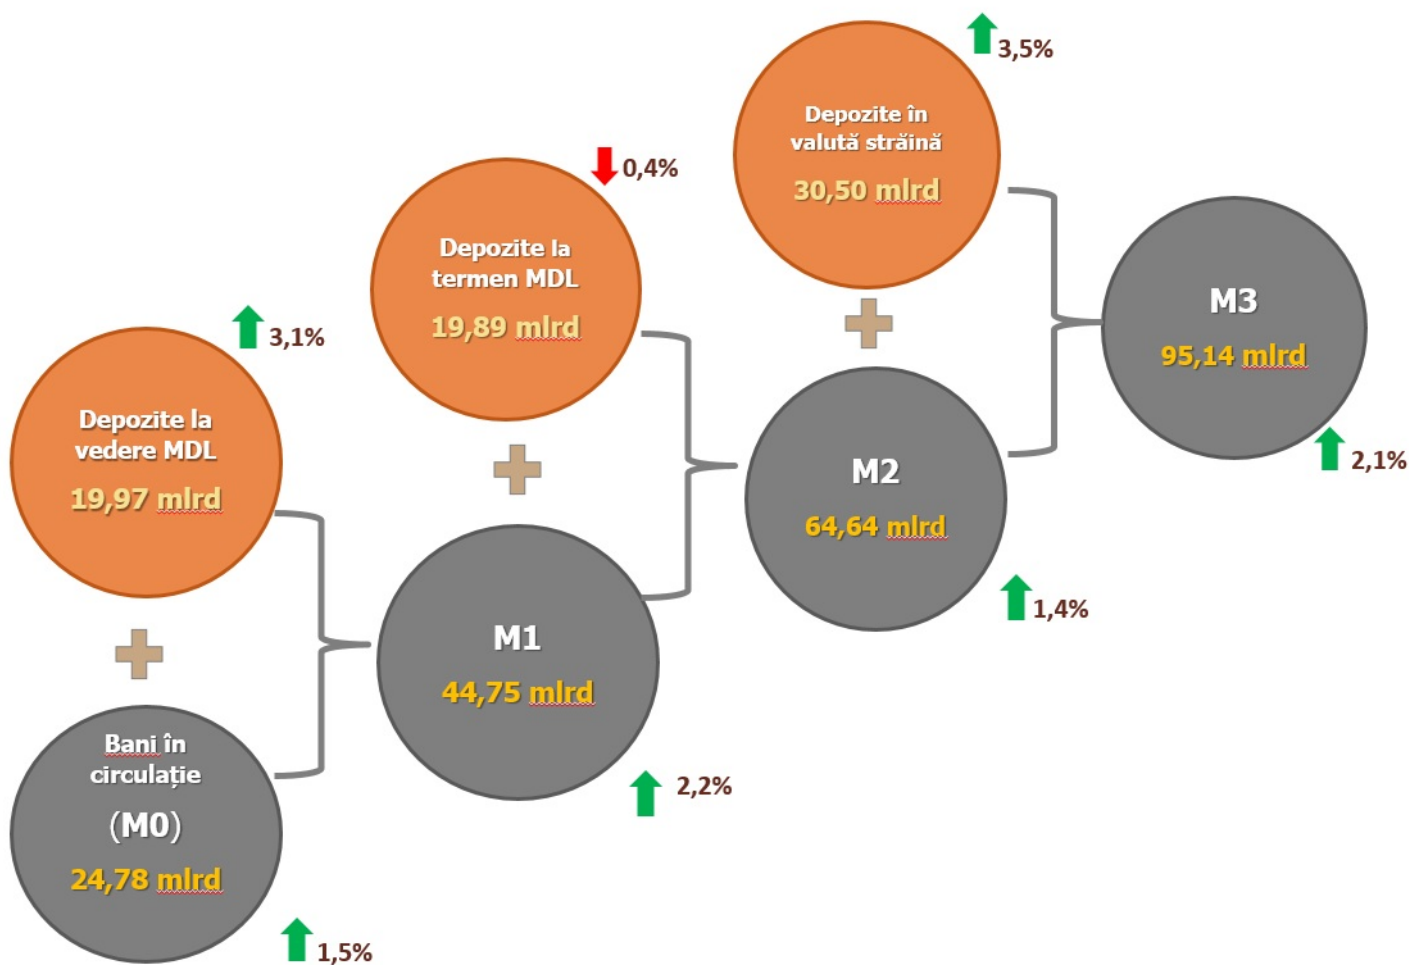 3,1%
Depozite la
vedere MDL
19,97 mlrd
Bani în
circulație
(M0)
24,78 mlrd
1,5%
0,4%
Depozite la
termen MDL
19,89 mlrd
M1
44,75 mlrd
2,2%
3,5%
Depozite în
valută străină
30,50 mlrd
M2
64,64 mlrd
1,4%
M3
95,14 mlrd
2,1%